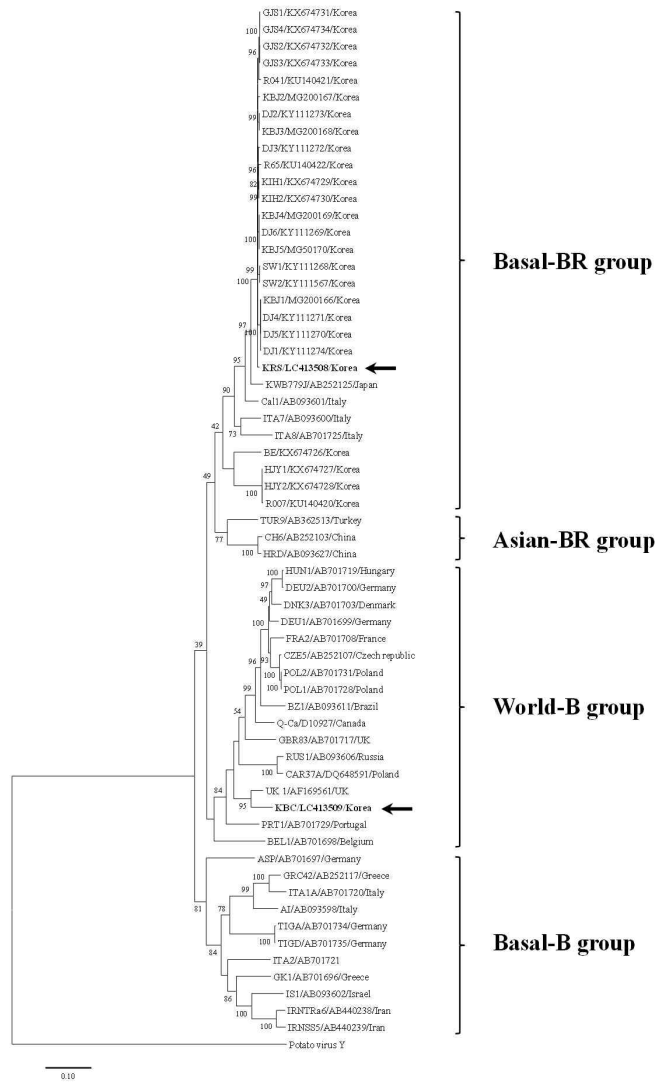 GJS1/KX674731/Korea
GJS4/KX674734/Korea
GJS2/KX674732/Korea
GJS3/KX674733/Korea
R041/KU140421/Korea
KBJ2/MG200167/Korea
DJ2/KY111273/Korea
KBJ3/MG200168/Korea
DJ3/KY111272/Korea
R65/KU140422/Korea
KIH1/KX674729/Korea
KIH2/KX674730/Korea
KBJ4/MG200169/Korea
DJ6/KY111269/Korea
KBJ5/MG50170/Korea
SW1/KY111268/Korea
SW2/KY111567/Korea
KBJ1/MG200166/Korea
DJ4/KY111271/Korea
DJ5/KY111270/Korea
DJ1/KY111274/Korea
KRS/LC413508/Korea
KWB779J/AB252125/Japan
Cal1/AB093601/Italy
ITA7/AB093600/Italy
ITA8/AB701725/Italy
BE/KX674726/Korea
HJY1/KX674727/Korea
HJY2/KX674728/Korea
R007/KU140420/Korea
Basal-BR group
TUR9/AB362513/Turkey
CH6/AB252103/China
HRD/AB093627/China
Asian-BR group
HUN1/AB701719/Hungary
DEU2/AB701700/Germany
DNK3/AB701703/Denmark
DEU1/AB701699/Germany
FRA2/AB701708/France
CZE5/AB252107/Czech republic
POL2/AB701731/Poland
POL1/AB701728/Poland
BZ1/AB093611/Brazil
Q-Ca/D10927/Canada
GBR83/AB701717/UK
RUS1/AB093606/Russia
CAR37A/DQ648591/Poland
UK 1/AF169561/UK
KBC/LC413509/Korea
PRT1/AB701729/Portugal
BEL1/AB701698/Belgium
World-B group
ASP/AB701697/Germany
GRC42/AB252117/Greece
ITA1A/AB701720/Italy
AI/AB093598/Italy
TIGA/AB701734/Germany
TIGD/AB701735/Germany
ITA2/AB701721
GK1/AB701696/Greece
IS1/AB093602/Israel
IRNTRa6/AB440238/Iran
IRNSS5/AB440239/Iran
Basal-B group
Potato virus Y
100
96
99
96
82
99
100
99
100
100
97
95
90
73
42
100
49
77
100
39
100
97
49
100
93
100
100
96
99
54
100
84
95
100
99
78
81
100
84
86
100
100
0.10